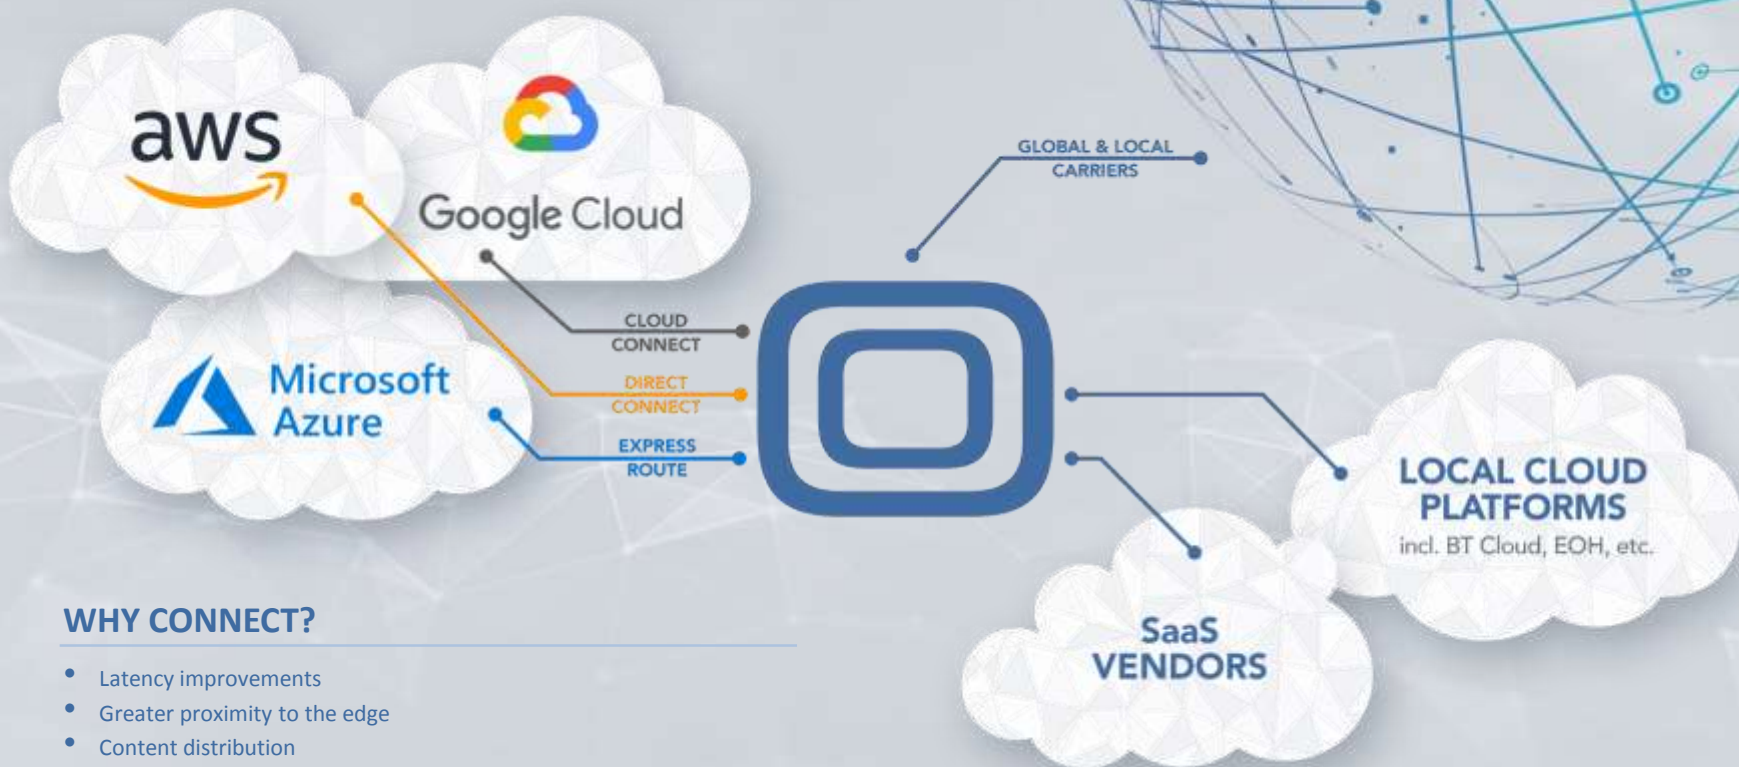 aws
Google Cloud
GLOBAL & LOCAL
CARRIERS
CLOUD
CONNECT
DIRECT
CONNECT
EXPRESS
ROUTE
Microsoft
Azure
LOCAL CLOUD
PLATFORMS
incl. BT Cloud, EOH, etc.
SaaS
VENDORS
WHY CONNECT?
• Latency improvements
• Greater proximity to the edge
• Content distribution